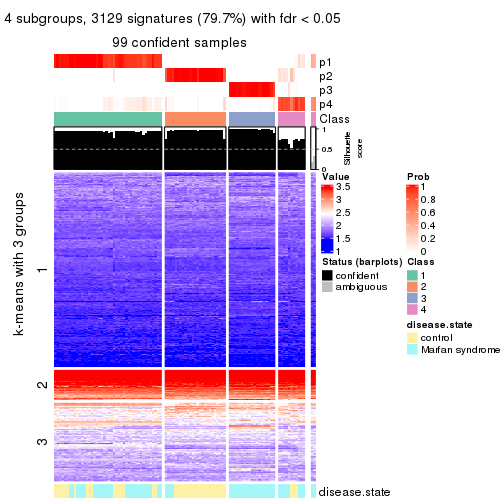 4 subgroups, 3129 signatures (79.7%) with fdr < 0.05
99 confident samples
p1
p2
p3
p4
Class
1
0.5
0
Silhouette
score
k-means with 3 groups
1
2
3
disease.state
Value
3.5
3
2.5
2
1.5
1
Prob
1
0.8
0.6
0.4
0.2
0
Status (barplots)
confident
ambiguous
Class
1
2
3
4
disease.state
control
Marfan syndrome